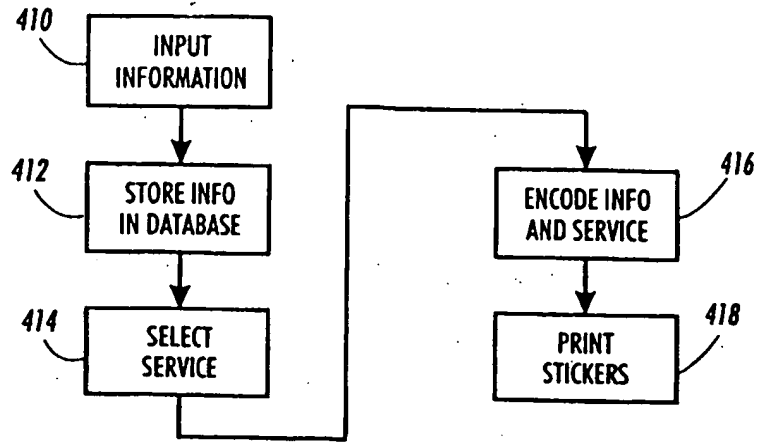 410
INPUT
INFORMATION
412
STORE INFO
IN DATABASE
414
SELECT
SERVICE
416
ENCODE INFO
AND SERVICE
418
PRINT
STICKERS